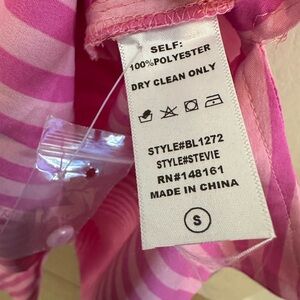 SELF:
100%POLYESTER
DRY CLEAN ONLY
STYLE#BL1272
STYLE#STEVIE
RN#148161
MADE IN CHINA
S